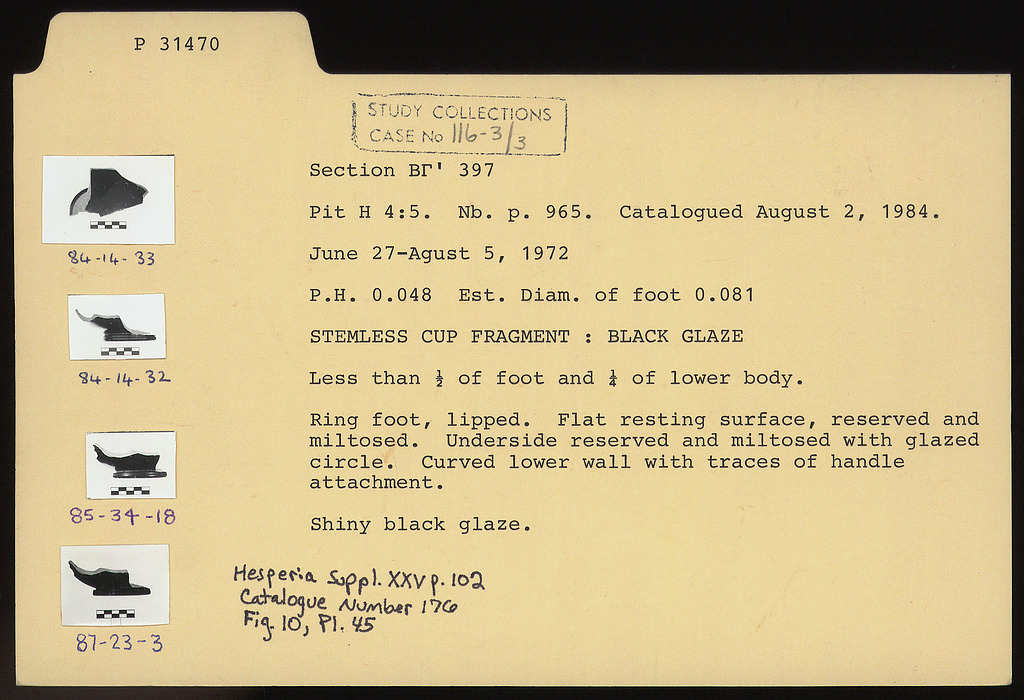 P 31470
STUDY COLLECTIONS
CASE No 116-3/3
Section ΒΓ' 397
Pit H 4:5. Nb. p. 965. Catalogued August 2, 1984.
June 27-Agust 5, 1972
P.H. 0.048 Est. Diam. of foot 0.081
STEMLESS CUP FRAGMENT : BLACK GLAZE
Less than ½ of foot and ¼ of lower body.
Ring foot, lipped. Flat resting surface, reserved and
miltosed. Underside reserved and miltosed with glazed
circle. Curved lower wall with traces of handle
attachment.
Shiny black glaze.
Hesperia Suppl. XXV p. 102
Catalogue Number 176
Fig. 10, Pl. 45
84-14-33
84-14-32
85-34-18
87-23-3